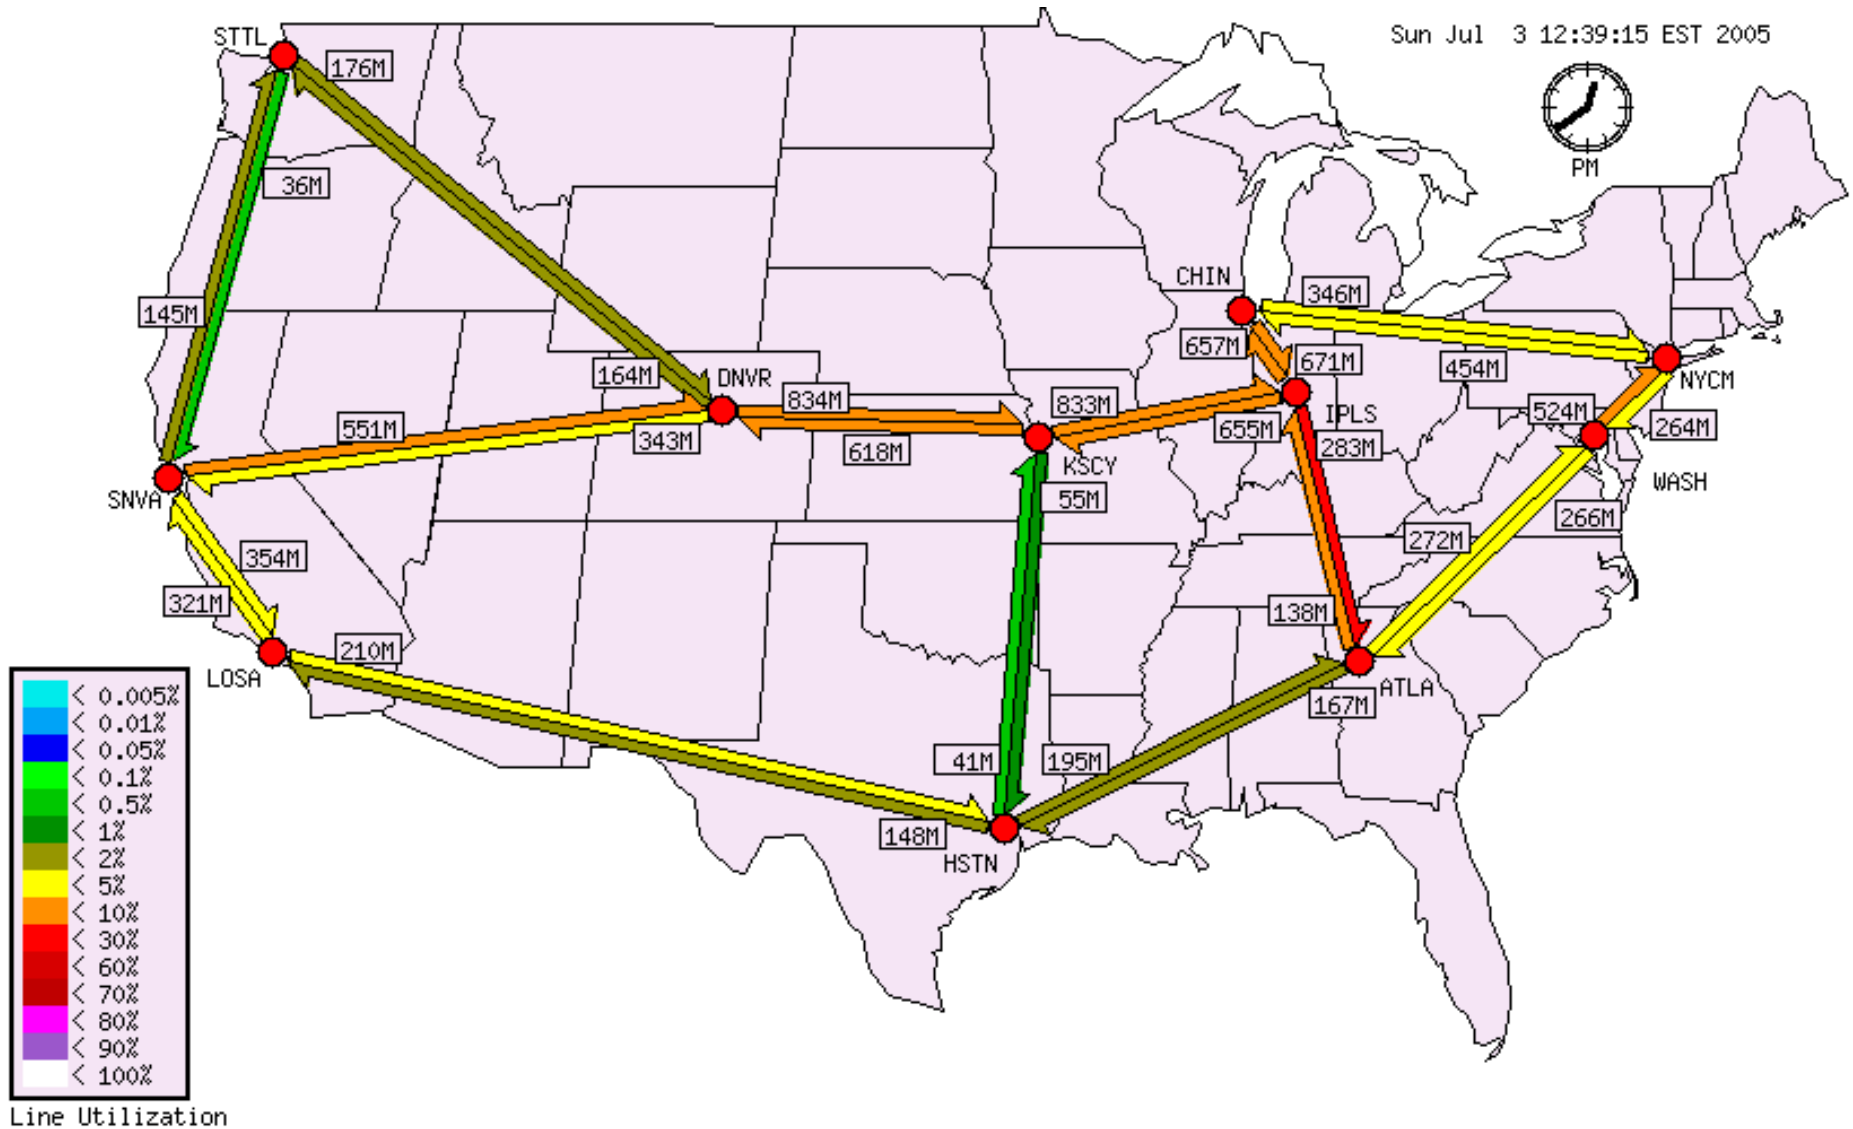 Sun Jul 3 12:39:15 EST 2005
PM
STTL
176M
36M
145M
CHIN
346M
657M
671M
454M
NYCM
164M
DNVR
834M
833M
IPLS
524M
264M
551M
343M
618M
655M
283M
KSCY
55M
WASH
SNVA
266M
272M
354M
321M
138M
210M
LOSA
ATLA
167M
41M
195M
148M
HSTN
< 0.005%
< 0.01%
< 0.05%
< 0.1%
< 0.5%
< 1%
< 2%
< 5%
< 10%
< 30%
< 60%
< 70%
< 80%
< 90%
< 100%
Line Utilization